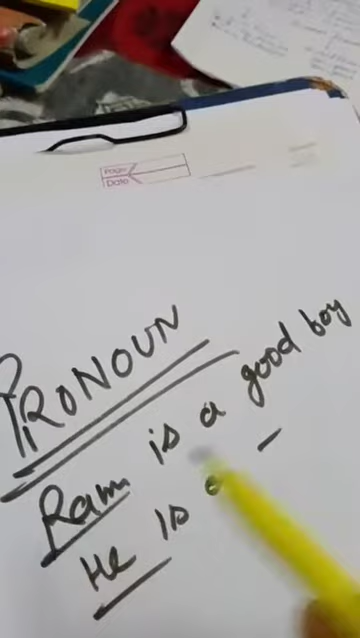 Page
Date
PRONOUN
Ram is a good boy
He is